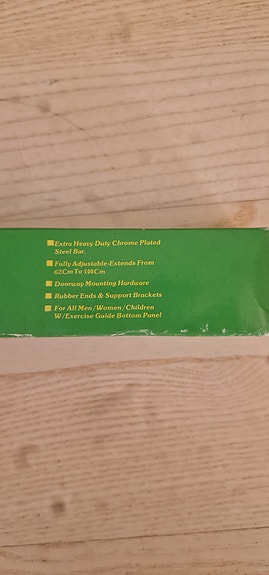 Extra Heavy Duty Chrome Plated
Steel Bar.
Fully Adjustable-Extends From
62Cm To 100Cm
Doorway Mounting Hardware
Rubber Ends & Support Brackets
For All Men/Women/Children
W/Exercise Guide Bottom Panel